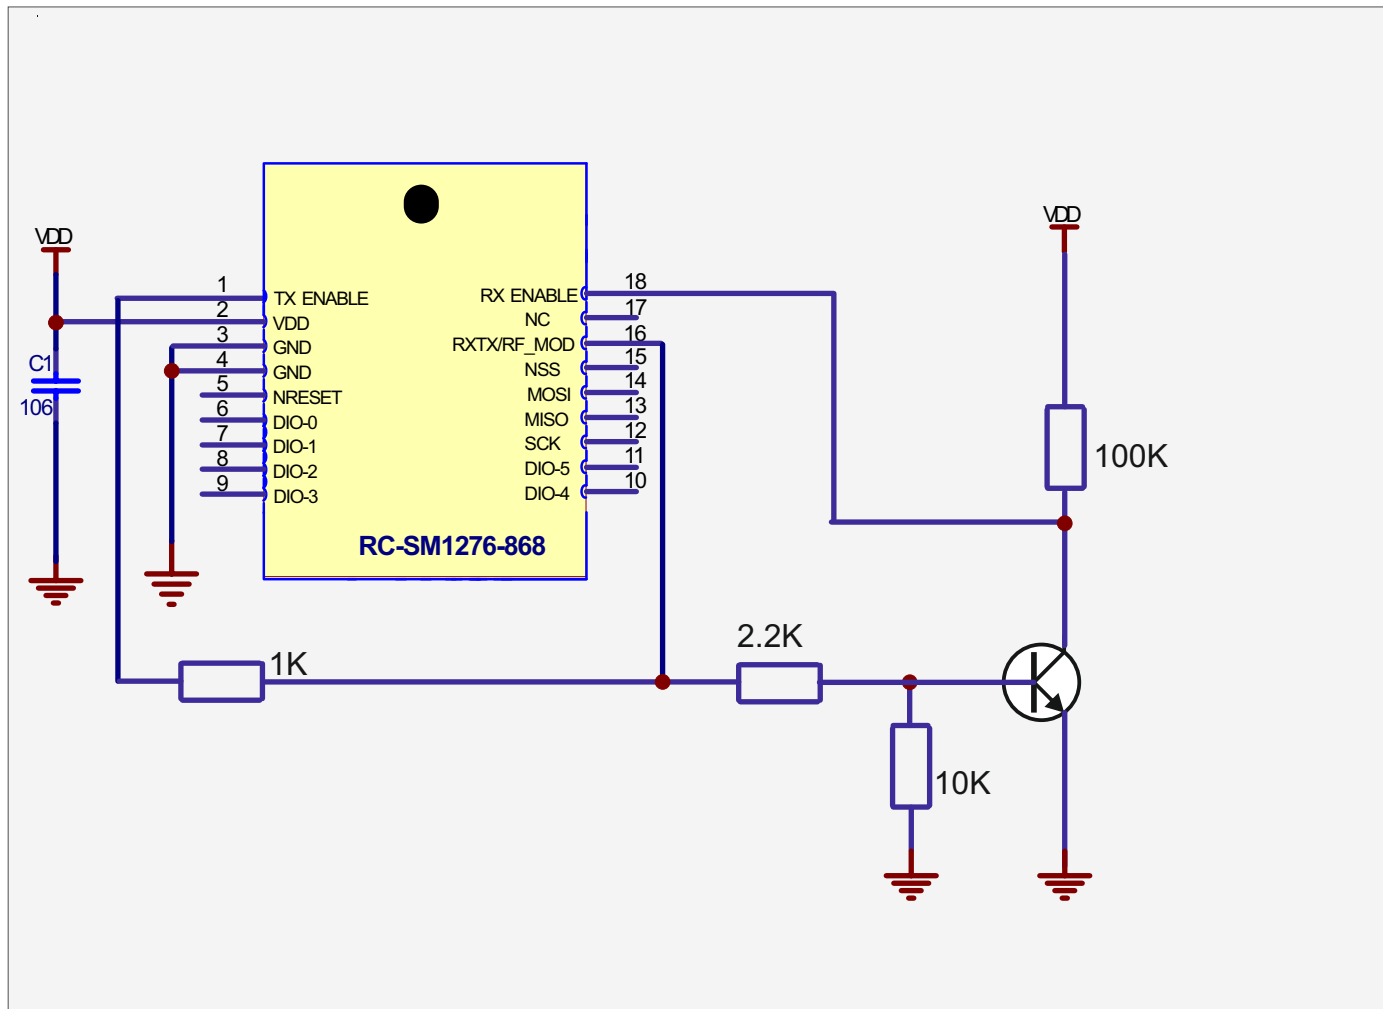 VDD
VDD
1
TX ENABLE
RX ENABLE
18
2
VDD
NC
17
3
GND
RXTX/RF_MOD
16
C1
4
GND
NSS
15
106
5
NRESET
MOSI
14
6
DIO-0
MISO
13
7
DIO-1
SCK
12
100K
8
DIO-2
DIO-5
11
9
DIO-3
DIO-4
10
RC-SM1276-868
1K
2.2K
10K